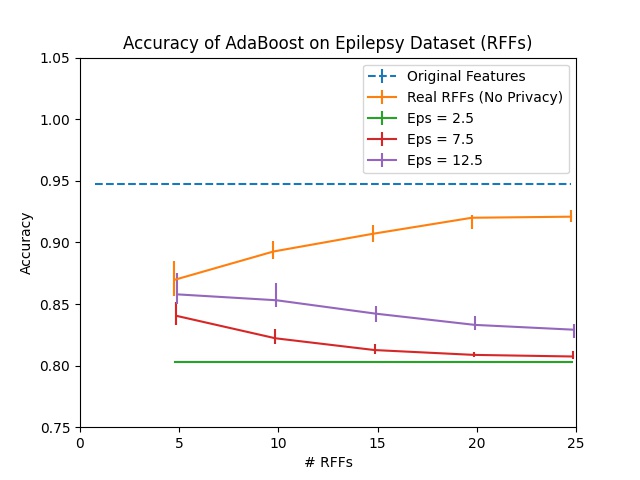 Accuracy of AdaBoost on Epilepsy Dataset (RFFs)
1.05
1.00
0.95
0.90
0.85
0.80
0.75
Accuracy
Original Features
Real RFFs (No Privacy)
Eps = 2.5
Eps = 7.5
Eps = 12.5
0 5 10 15 20 25
# RFFs